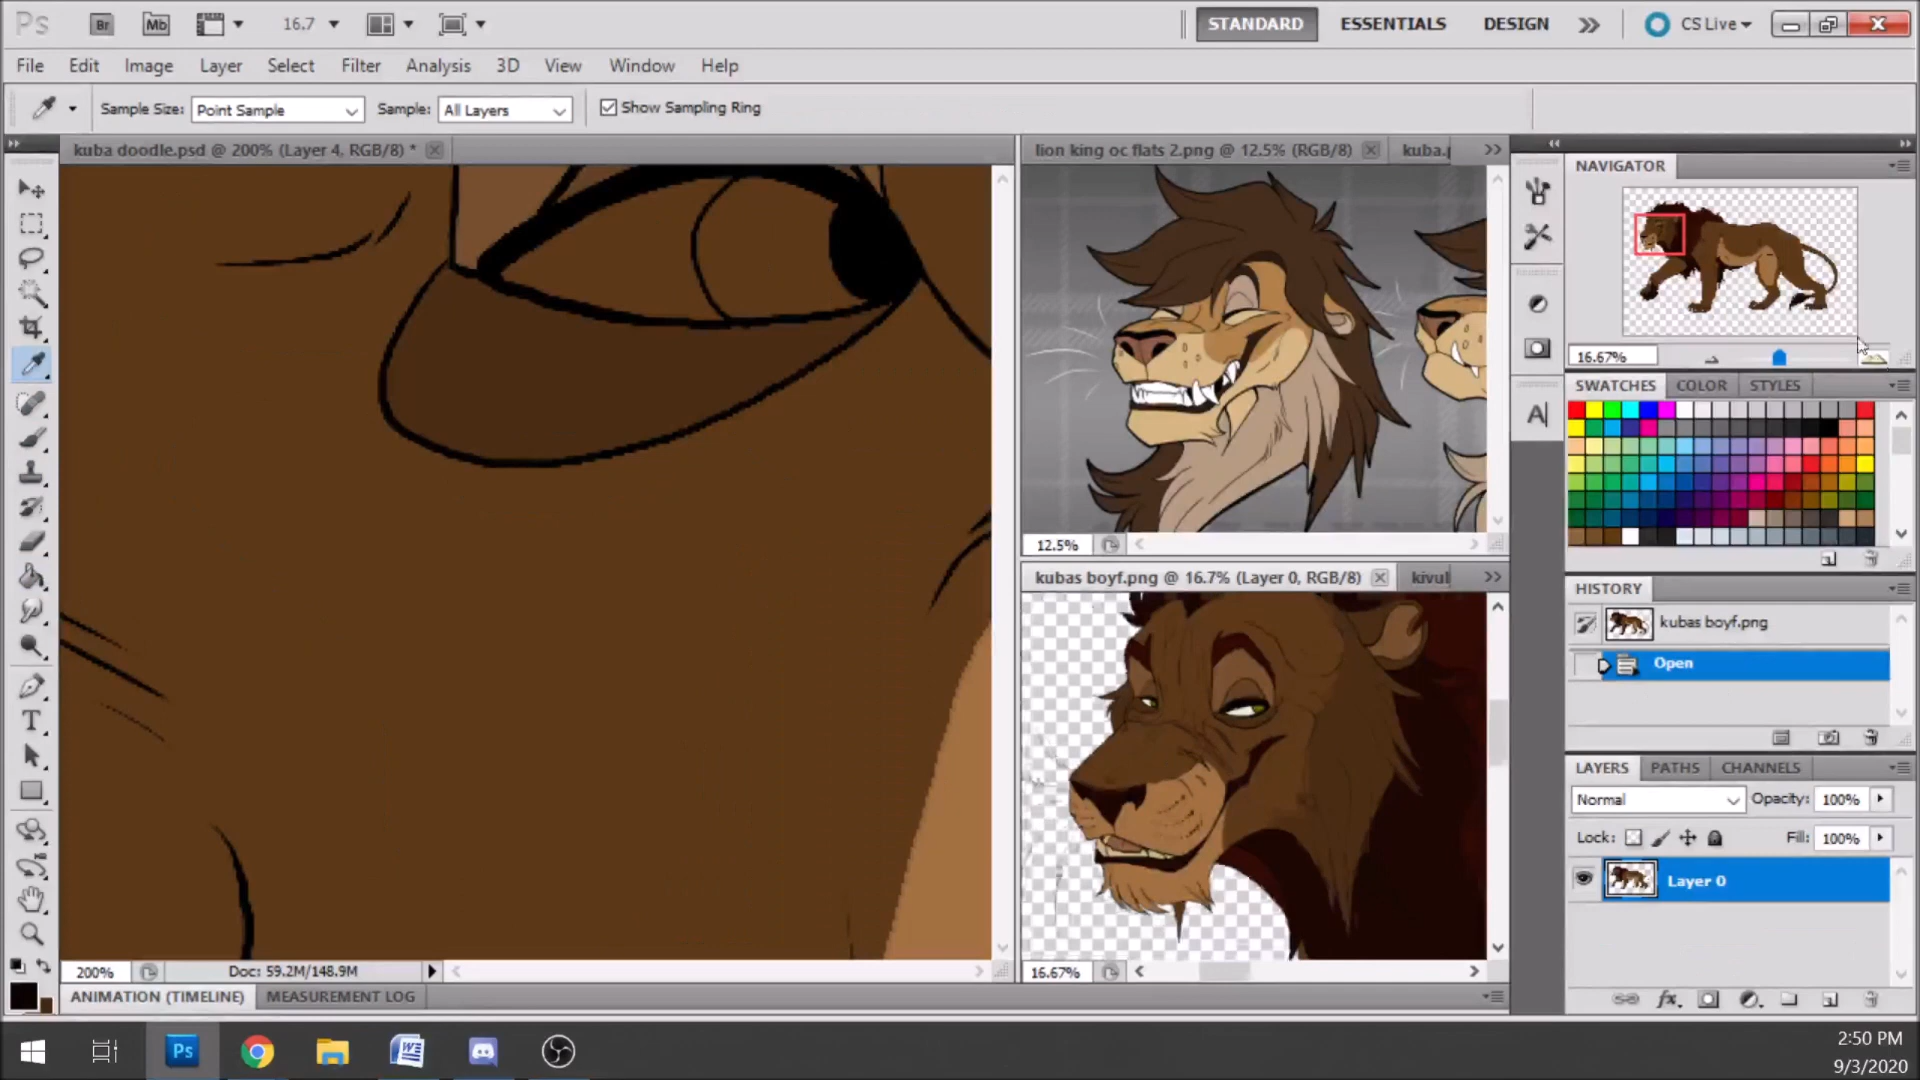 Ps Br Mb 16.7 STANDARD ESSENTIALS DESIGN CS Live
File Edit Image Layer Select Filter Analysis 3D View Window Help
Sample Size: Point Sample Sample: All Layers Show Sampling Ring
kuba doodle.psd @ 200% (Layer 4, RGB/8) *
lion king oc flats 2.png @ 12.5% (RGB/8) kuba.
NAVIGATOR
16.67%
SWATCHES COLOR STYLES
A
12.5%
kubas boyf.png @ 16.7% (Layer 0, RGB/8) kivul
HISTORY
kubas boyf.png
Open
T
LAYERS PATHS CHANNELS
Normal Opacity: 100%
Lock: Fill: 100%
Layer 0
200% Doc: 59.2M/148.9M 16.67%
fx
ANIMATION (TIMELINE) MEASUREMENT LOG
Ps W
2:50 PM
9/3/2020